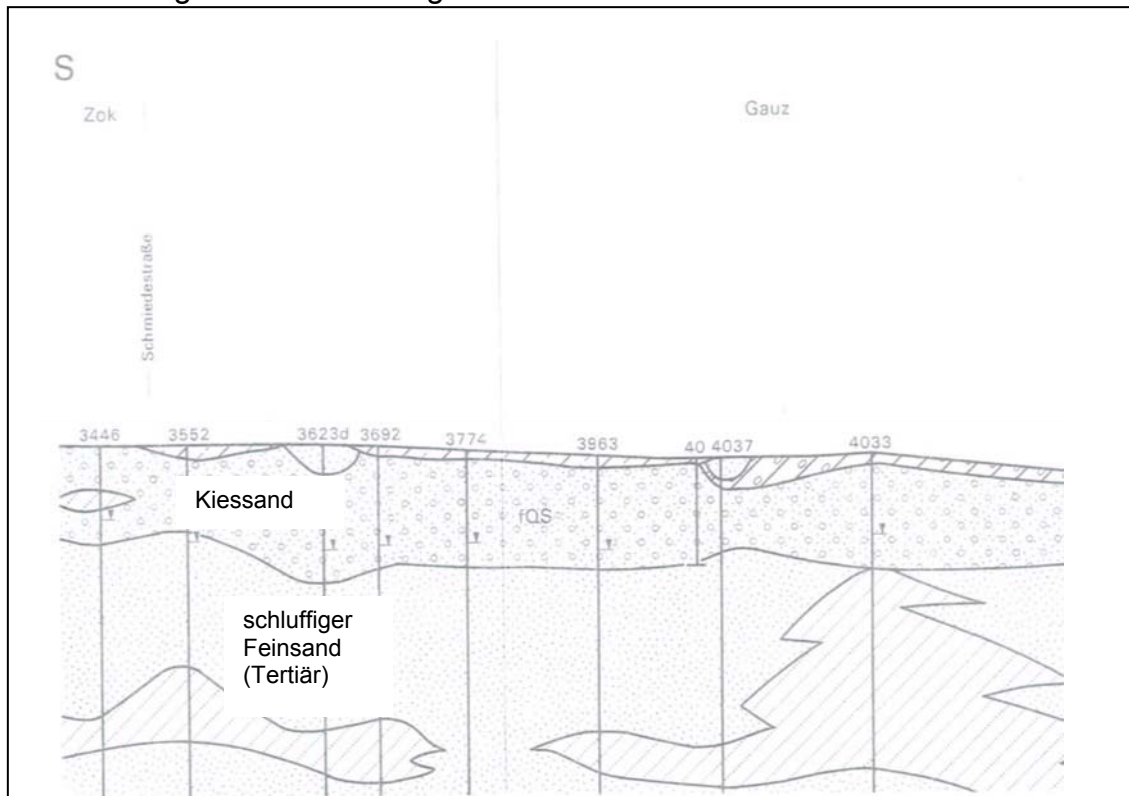 S
Zok
Gauz
Schmiedestraße
3446
3552
3623d
3692
3774
3963
40
4037
4033
Kiessand
fQS
schluffiger
Feinsand
(Tertiär)